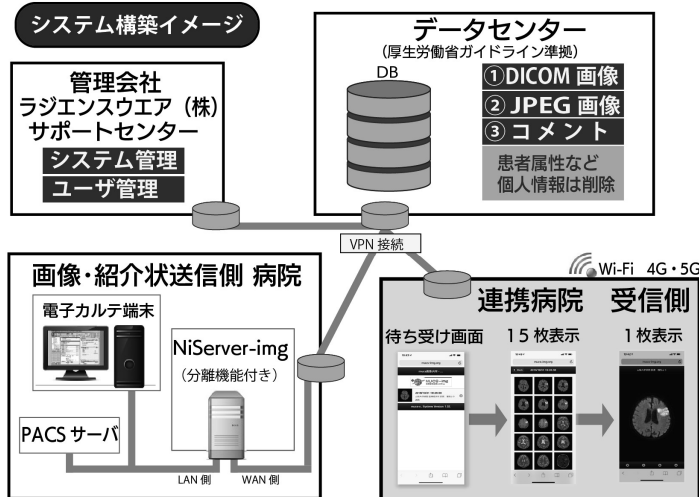 システム構築イメージ
管理会社
ラジエンスウエア（株）
サポートセンター
システム管理
ユーザ管理
データセンター
（厚生労働省ガイドライン準拠）
DB
①DICOM 画像
② JPEG 画像
③ コメント
患者属性など
個人情報は削除
VPN 接続
画像・紹介状送信側 病院
電子カルテ端末
NiServer-img
（分離機能付き）
PACS サーバ
LAN 側
WAN 側
Wi-Fi 4G・5G
連携病院 受信側
待ち受け画面
15枚表示
1枚表示